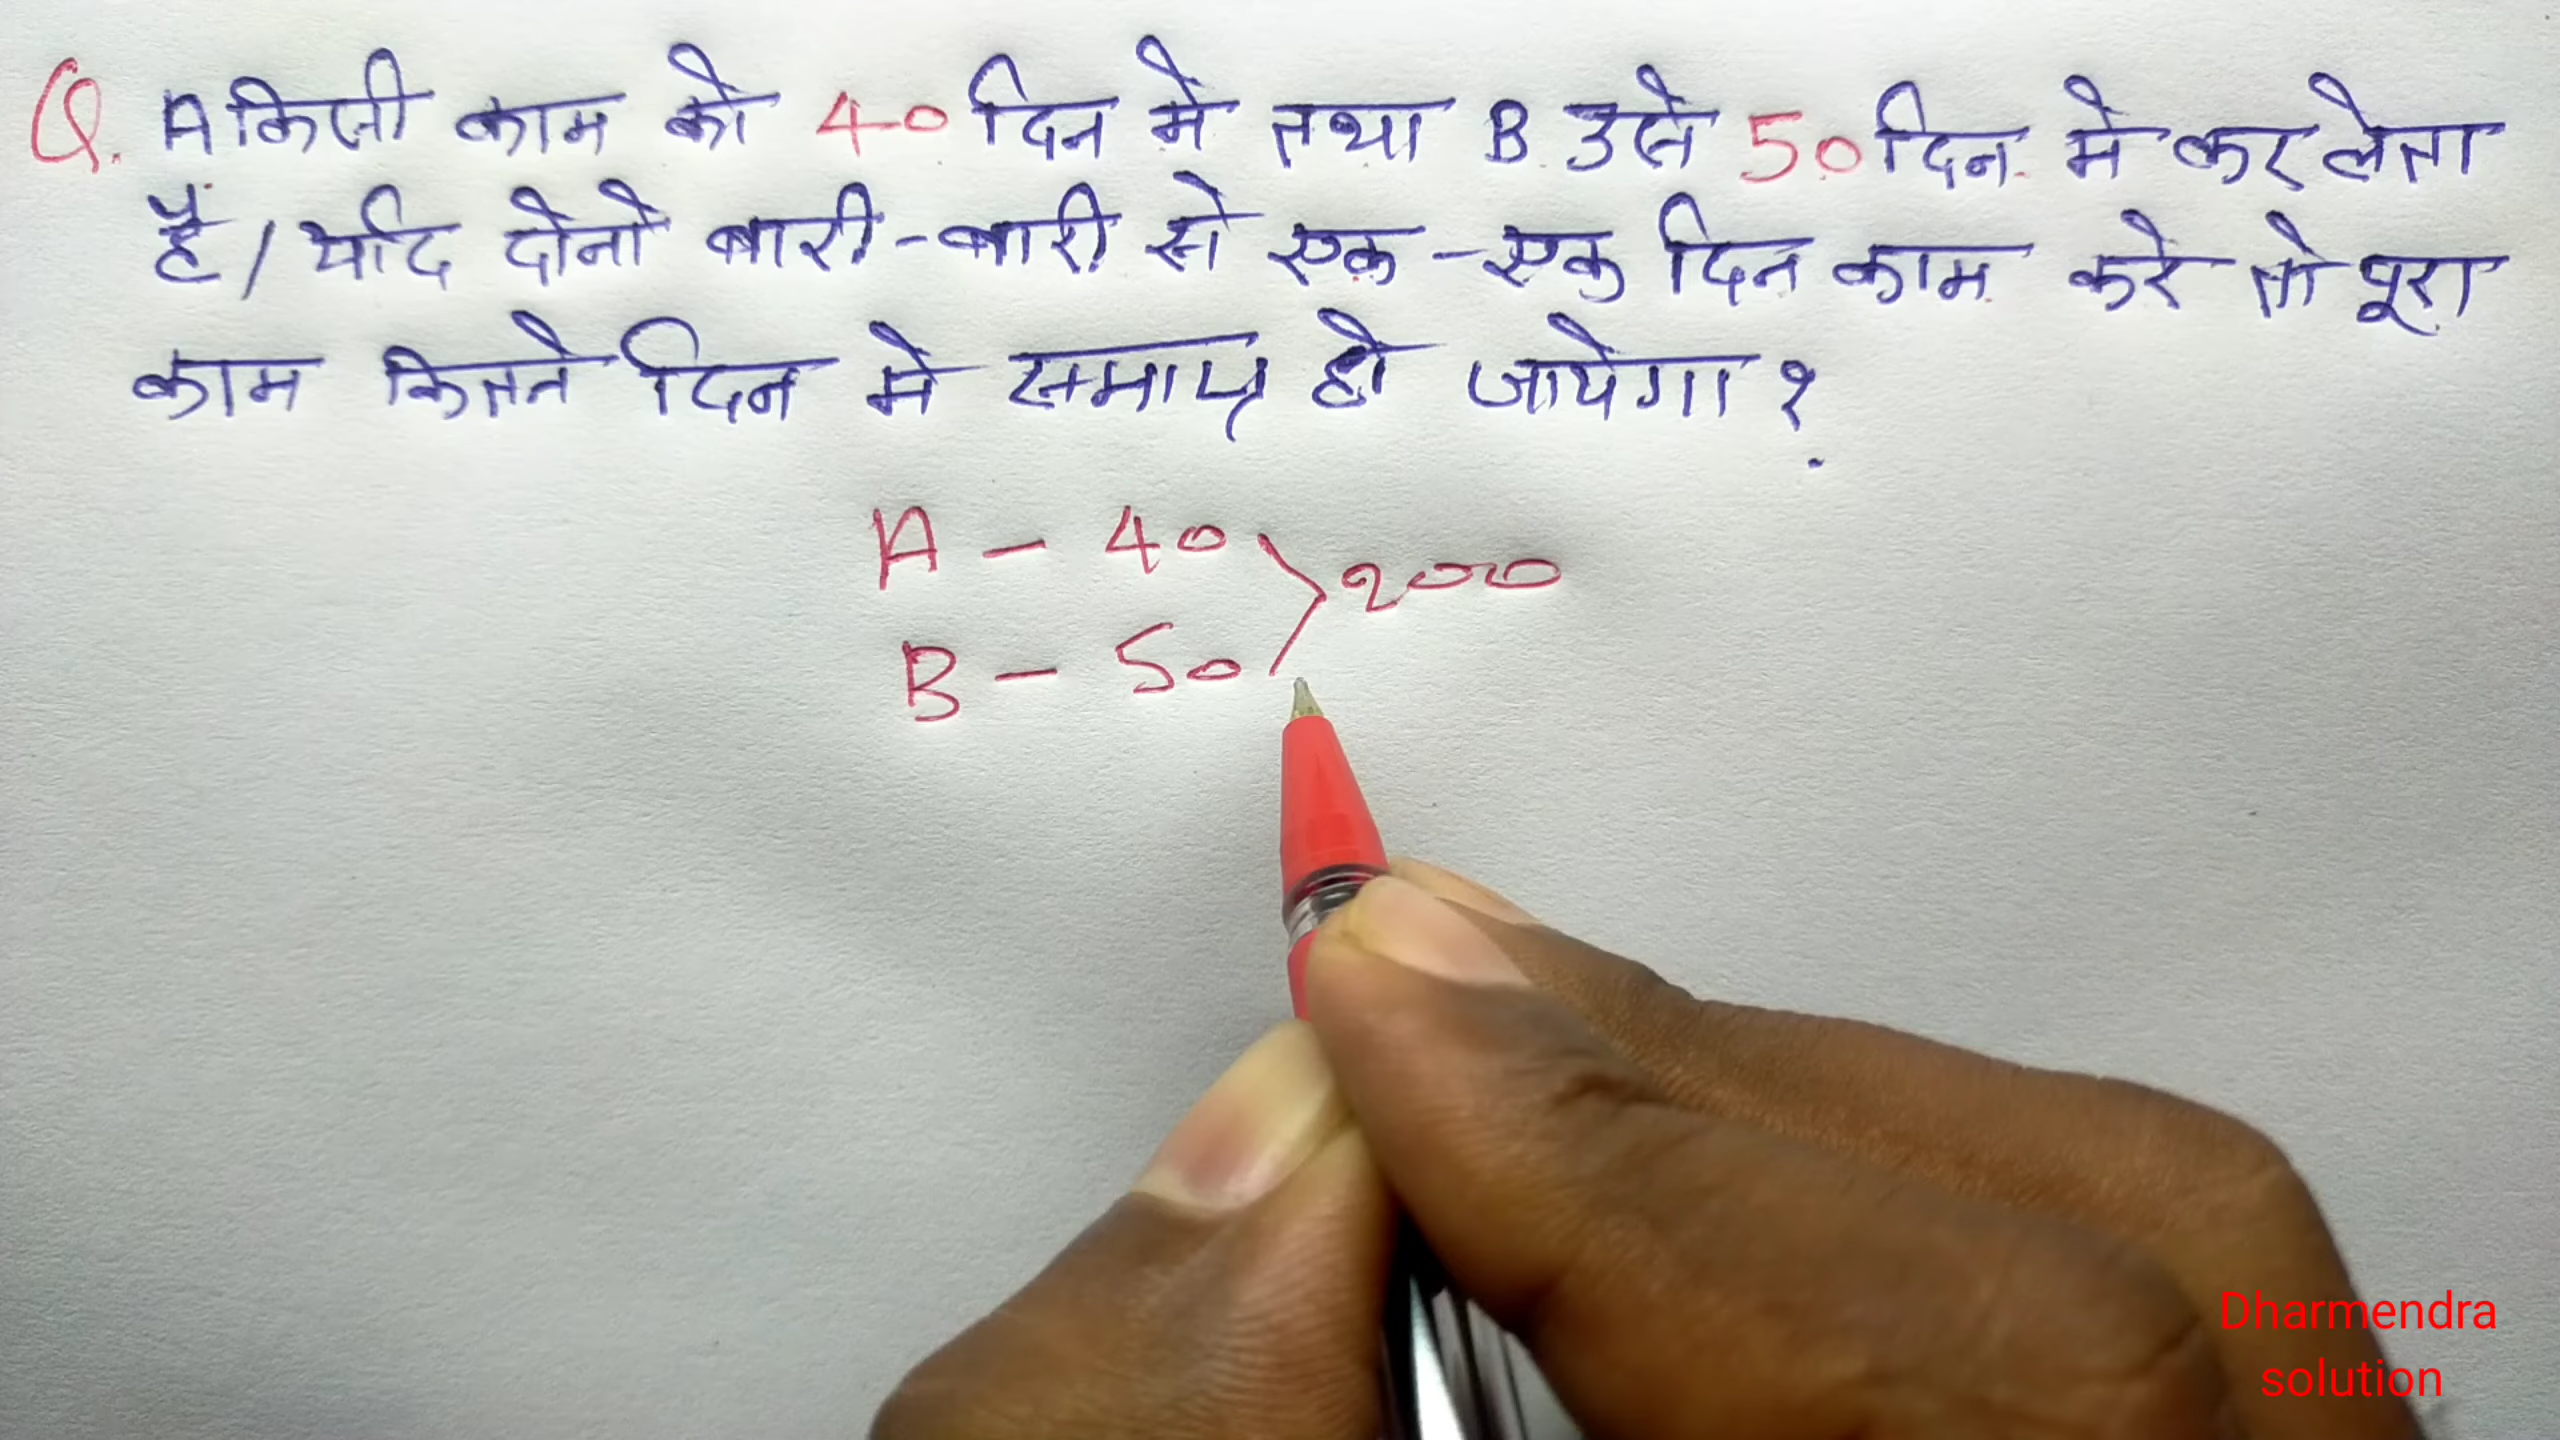 Q. A किसी काम को 40 दिन मे तथा B उसे 50 दिन मे कर लेता
है / यदि दोनो बारी-बारी से एक-एक दिन काम करे तो पूरा
काम कितने दिन मे समाप्त हो जायेगा ?
A - 40
200
B - 50
Dharmendra
solution